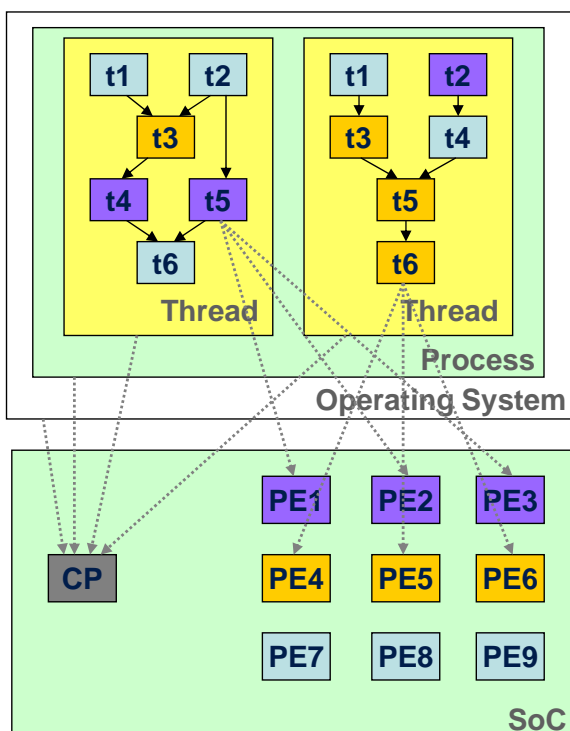 t1 t2 t1 t2
t3 t3 t4
t4 t5 t5
t6 t6
Thread Thread
Process
Operating System
PE1 PE2 PE3
CP PE4 PE5 PE6
PE7 PE8 PE9
SoC